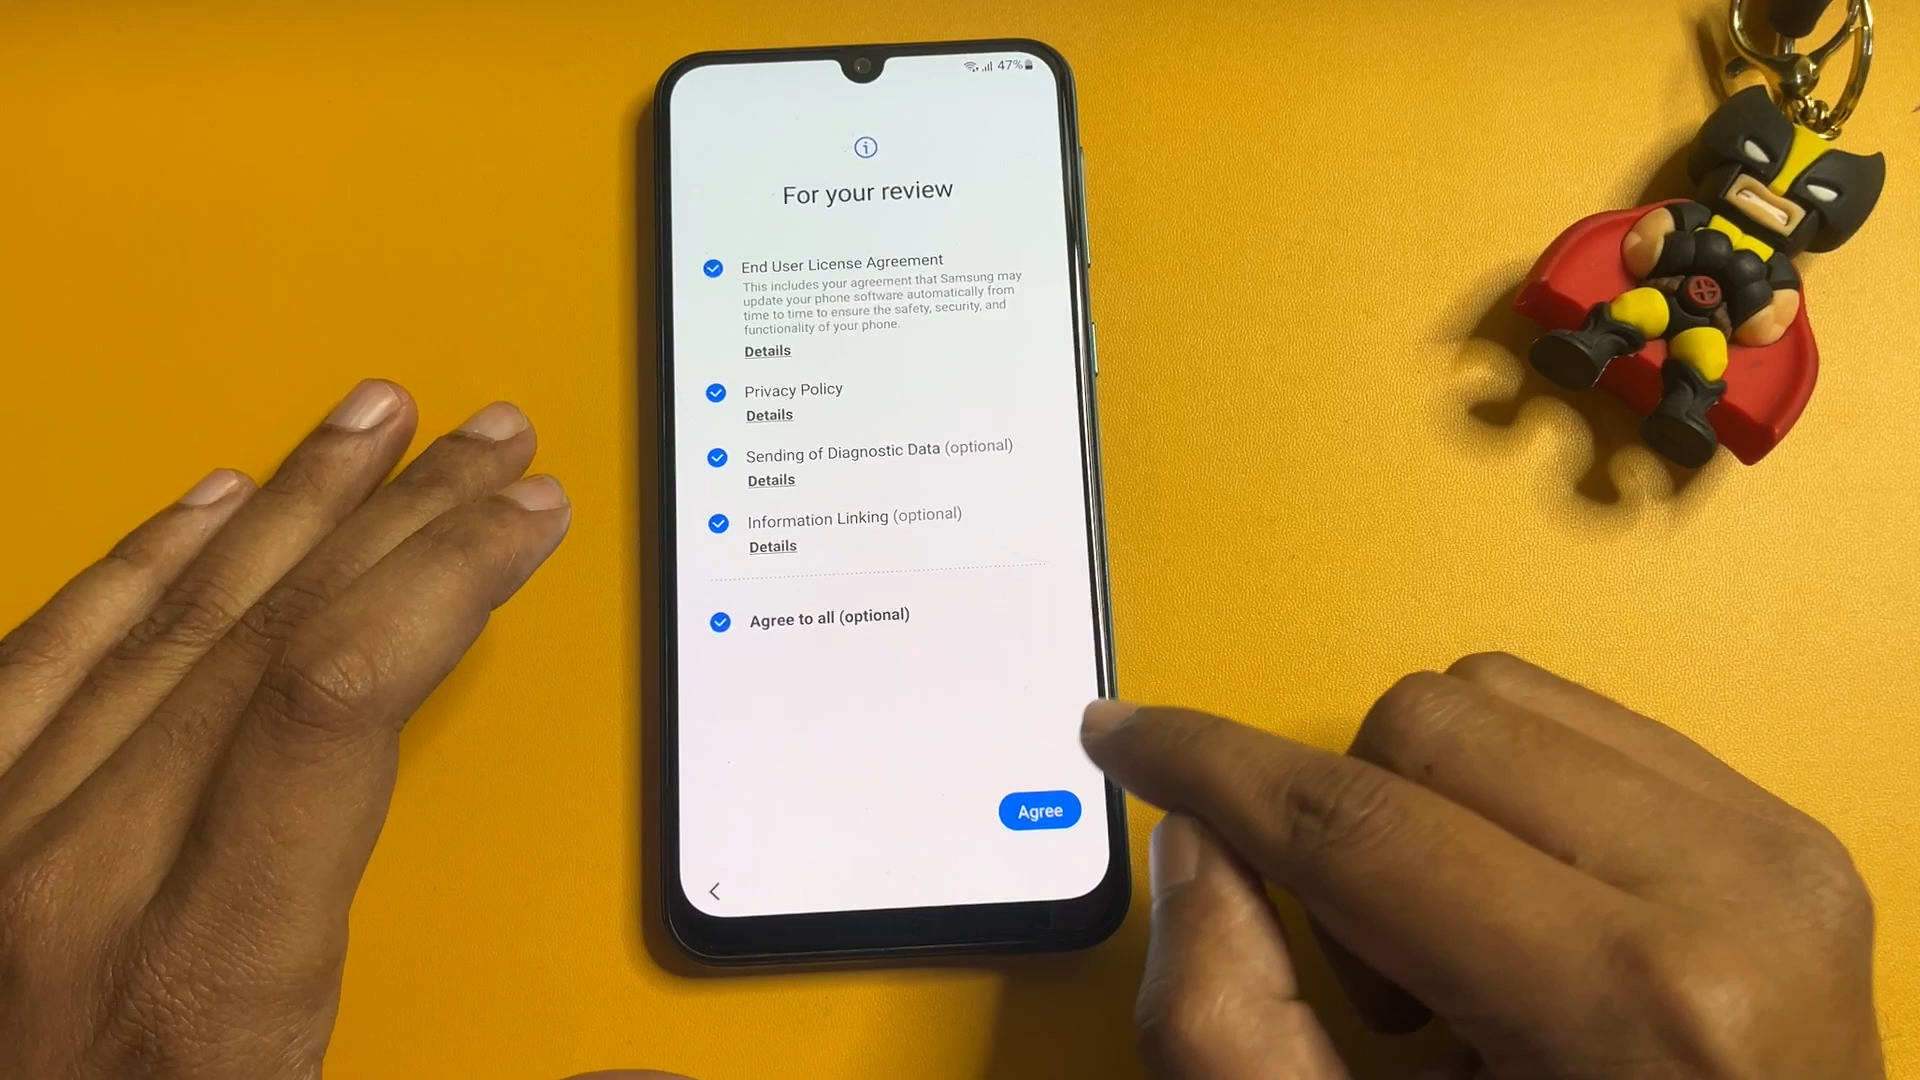 47%
For your review
End User License Agreement
This includes your agreement that Samsung may
update your phone software automatically from
time to time to ensure the safety, security, and
functionality of your phone.
Details
Privacy Policy
Details
Sending of Diagnostic Data (optional)
Details
Information Linking (optional)
Details
Agree to all (optional)
Agree